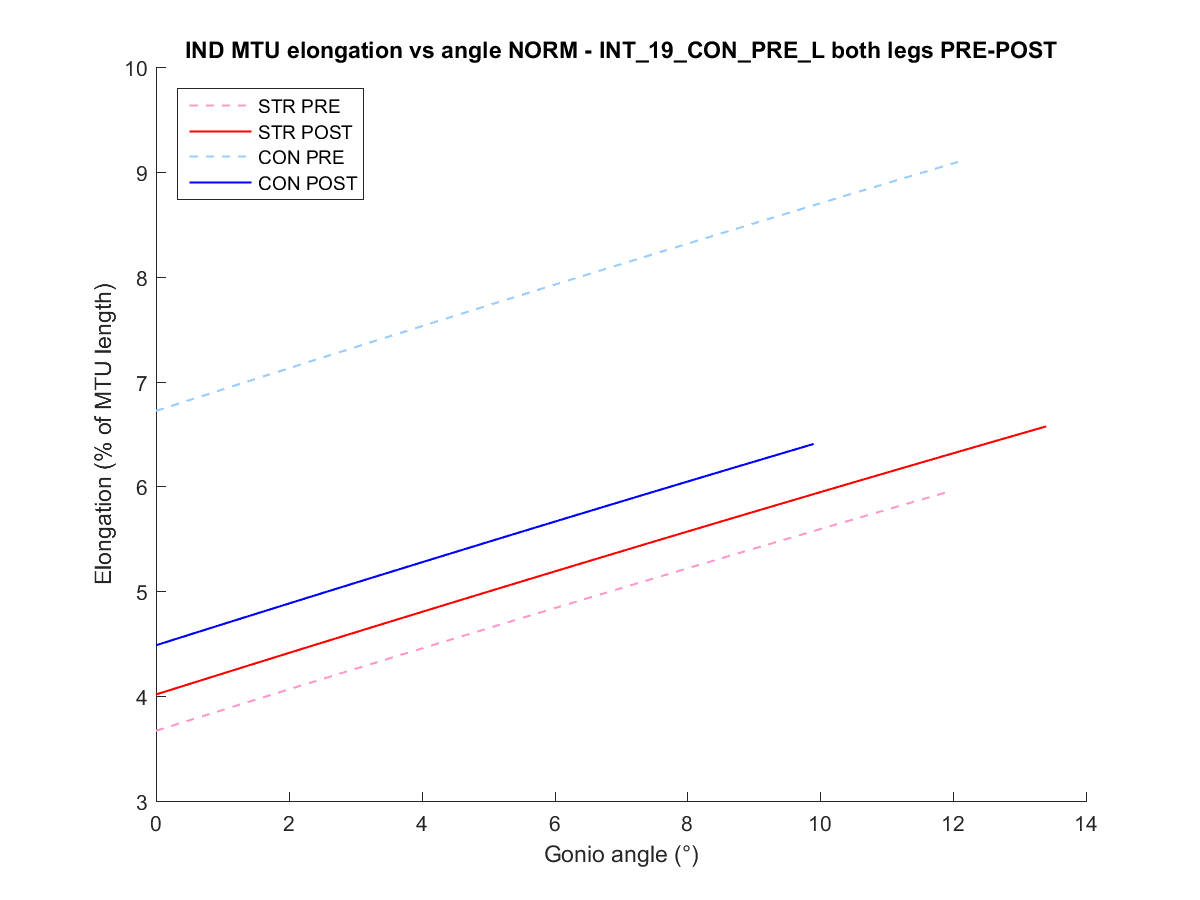 IND MTU elongation vs angle NORM - INT_19_CON_PRE_L both legs PRE-POST
STR PRE
STR POST
CON PRE
CON POST
Elongation (% of MTU length)
10
9
8
7
6
5
4
3
0 2 4 6 8 10 12 14
Gonio angle (°)